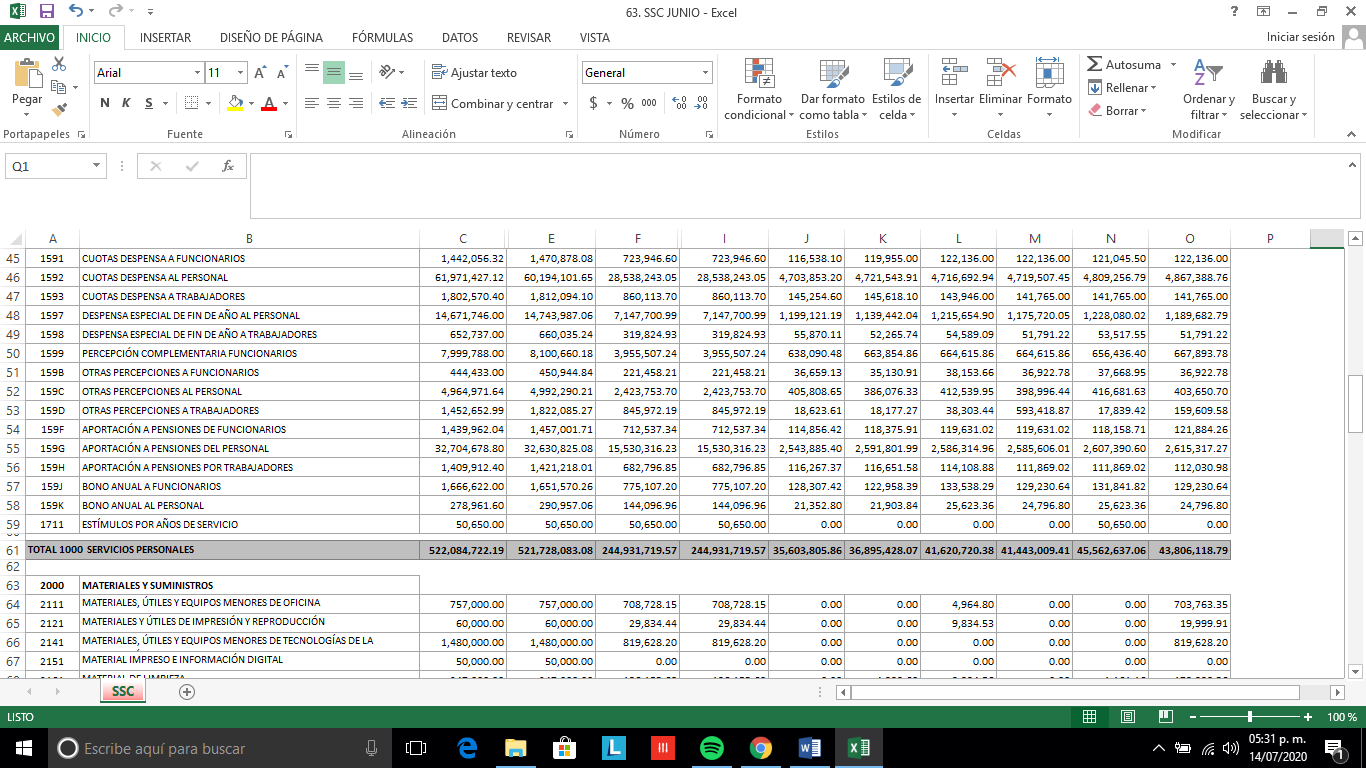 63. SSC JUNIO - Excel
ARCHIVO INICIO INSERTAR DISEÑO DE PÁGINA FÓRMULAS DATOS REVISAR VISTA Iniciar sesión
Arial 11 Ajustar texto General Autosuma
Pegar Rellenar
N K S Combinar y centrar $ % 000 Formato condicional Dar formato como tabla Estilos de celda Insertar Eliminar Formato Borrar Ordenar y filtrar Buscar y seleccionar
Portapapeles Fuente Alineación Número Estilos Celdas Modificar
Q1 fx
A B C E F I J K L M N O P
45 1591 CUOTAS DESPENSA A FUNCIONARIOS 1,442,056.32 1,470,878.08 723,946.60 723,946.60 116,538.10 119,955.00 122,136.00 122,136.00 121,045.50 122,136.00
46 1592 CUOTAS DESPENSA AL PERSONAL 61,971,427.12 60,194,101.65 28,538,243.05 28,538,243.05 4,703,853.20 4,721,543.91 4,716,692.94 4,719,507.45 4,809,256.79 4,867,388.76
47 1593 CUOTAS DESPENSA A TRABAJADORES 1,802,570.40 1,812,094.10 860,113.70 860,113.70 145,254.60 145,618.10 143,946.00 141,765.00 141,765.00 141,765.00
48 1597 DESPENSA ESPECIAL DE FIN DE AÑO AL PERSONAL 14,671,746.00 14,743,987.06 7,147,700.99 7,147,700.99 1,199,121.19 1,139,442.04 1,215,654.90 1,175,720.05 1,228,080.02 1,189,682.79
49 1598 DESPENSA ESPECIAL DE FIN DE AÑO A TRABAJADORES 652,737.00 660,035.24 319,824.93 319,824.93 55,870.11 52,265.74 54,589.09 51,791.22 53,517.55 51,791.22
50 1599 PERCEPCIÓN COMPLEMENTARIA FUNCIONARIOS 7,999,788.00 8,100,660.18 3,955,507.24 3,955,507.24 638,090.48 663,854.86 664,615.86 664,615.86 656,436.40 667,893.78
51 159B OTRAS PERCEPCIONES A FUNCIONARIOS 444,433.00 450,944.84 221,458.21 221,458.21 36,659.13 35,130.91 38,153.66 36,922.78 37,668.95 36,922.78
52 159C OTRAS PERCEPCIONES AL PERSONAL 4,964,971.64 4,992,290.21 2,423,753.70 2,423,753.70 405,808.65 386,076.33 412,539.95 398,996.44 416,681.63 403,650.70
53 159D OTRAS PERCEPCIONES A TRABAJADORES 1,452,652.99 1,822,085.27 845,972.19 845,972.19 18,623.61 18,177.27 38,303.44 593,418.87 17,839.42 159,609.58
54 159F APORTACIÓN A PENSIONES DE FUNCIONARIOS 1,439,962.04 1,457,001.71 712,537.34 712,537.34 114,856.42 118,375.91 119,631.02 119,631.02 118,158.71 121,884.26
55 159G APORTACIÓN A PENSIONES DEL PERSONAL 32,704,678.80 32,630,825.08 15,530,316.23 15,530,316.23 2,543,885.40 2,591,801.99 2,586,314.96 2,585,606.01 2,607,390.60 2,615,317.27
56 159H APORTACIÓN A PENSIONES POR TRABAJADORES 1,409,912.40 1,421,218.01 682,796.85 682,796.85 116,267.37 116,651.58 114,108.88 111,869.02 111,869.02 112,030.98
57 159J BONO ANUAL A FUNCIONARIOS 1,666,622.00 1,651,570.26 775,107.20 775,107.20 128,307.42 122,958.39 133,538.29 129,230.64 131,841.82 129,230.64
58 159K BONO ANUAL AL PERSONAL 278,961.60 290,957.06 144,096.96 144,096.96 21,352.80 21,903.84 25,623.36 24,796.80 25,623.36 24,796.80
59 1711 ESTÍMULOS POR AÑOS DE SERVICIO 50,650.00 50,650.00 50,650.00 50,650.00 0.00 0.00 0.00 0.00 50,650.00 0.00
61 TOTAL 1000 SERVICIOS PERSONALES 522,084,722.19 521,728,083.08 244,931,719.57 244,931,719.57 35,603,805.86 36,895,428.07 41,620,720.38 41,443,009.41 45,562,637.06 43,806,118.79
62
63 2000 MATERIALES Y SUMINISTROS
64 2111 MATERIALES, ÚTILES Y EQUIPOS MENORES DE OFICINA 757,000.00 757,000.00 708,728.15 708,728.15 0.00 0.00 4,964.80 0.00 0.00 703,763.35
65 2121 MATERIALES Y ÚTILES DE IMPRESIÓN Y REPRODUCCIÓN 60,000.00 60,000.00 29,834.44 29,834.44 0.00 0.00 9,834.53 0.00 0.00 19,999.91
66 2141 MATERIALES, ÚTILES Y EQUIPOS MENORES DE TECNOLOGÍAS DE LA 1,480,000.00 1,480,000.00 819,628.20 819,628.20 0.00 0.00 0.00 0.00 0.00 819,628.20
67 2151 MATERIAL IMPRESO E INFORMACIÓN DIGITAL 50,000.00 50,000.00 0.00 0.00 0.00 0.00 0.00 0.00 0.00 0.00
SSC
LISTO 100 %
Escribe aquí para buscar 05:31 p. m.
14/07/2020